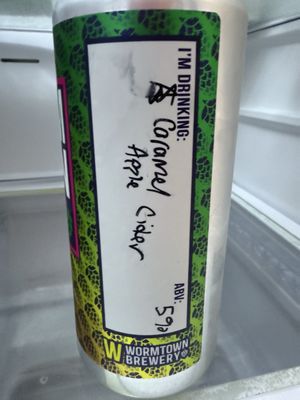 I'M DRINKING:
Caramel Cider
Apple
ABV: 5%
WORMTOWN
BREWERY